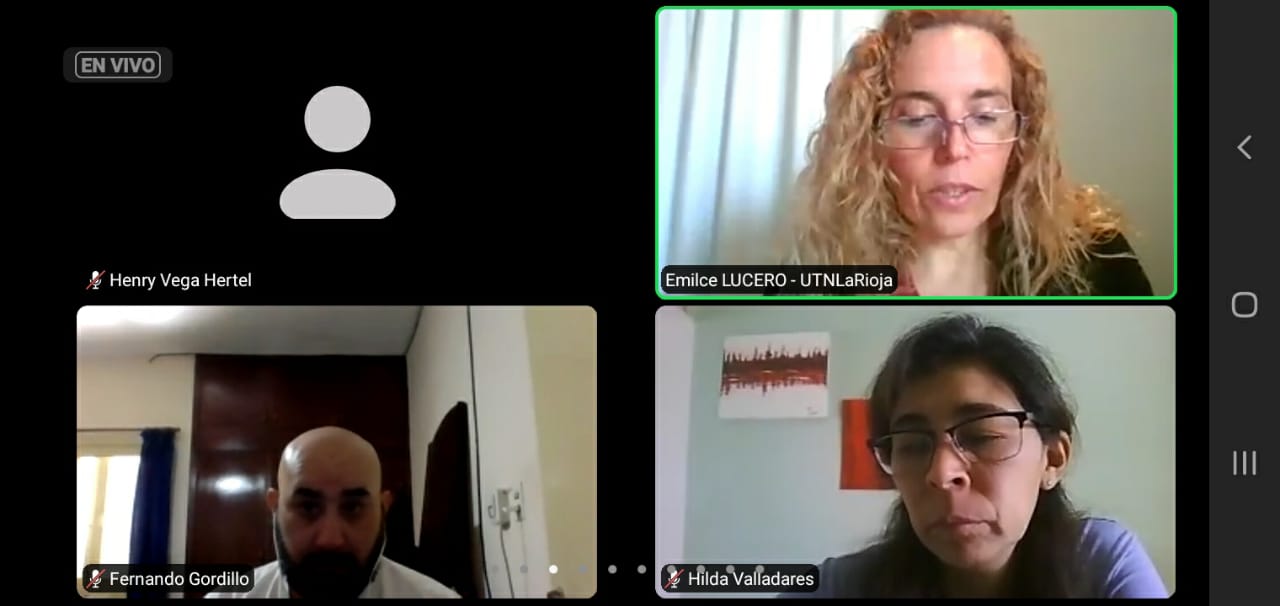 EN VIVO
Henry Vega Hertel
Emilce LUCERO - UTNLaRioja
Fernando Gordillo
Hilda Valladares